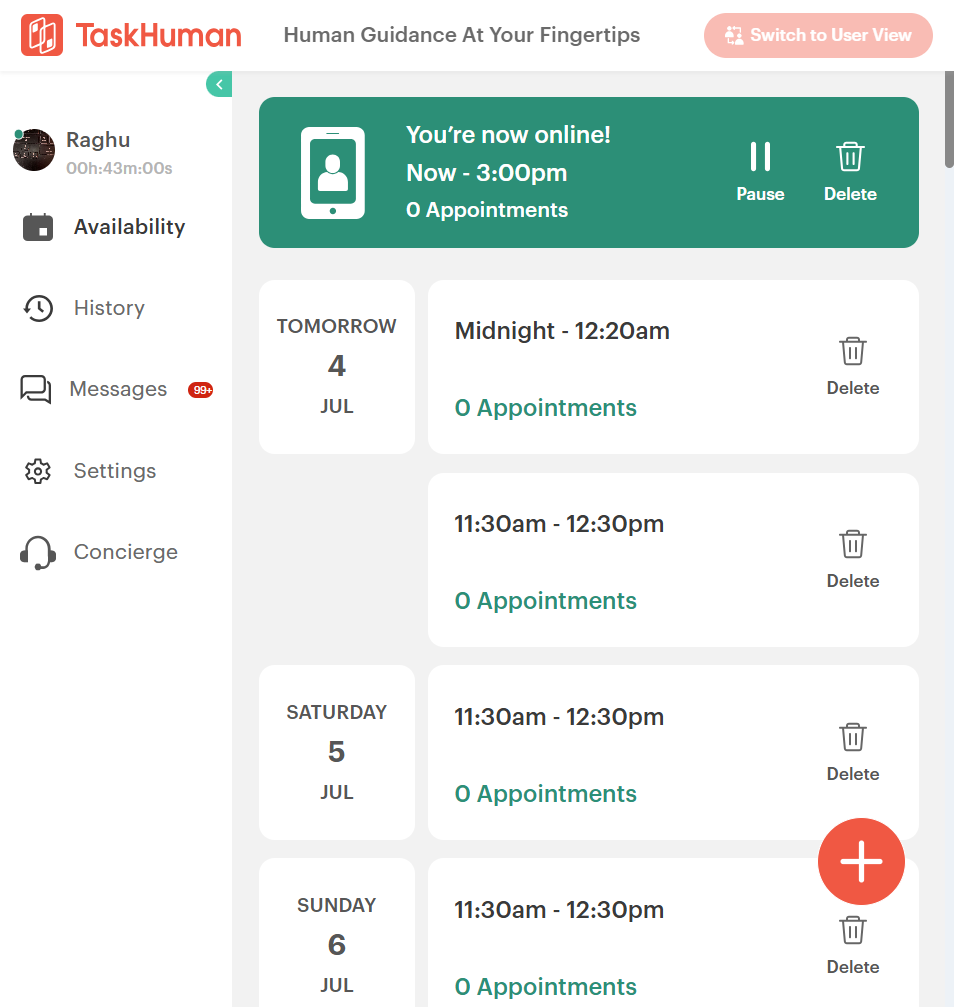 TaskHuman
Human Guidance At Your Fingertips
Switch to User View
Raghu
00h:43m:00s
Availability
History
Messages
99+
Settings
Concierge
You’re now online!
Now - 3:00pm
0 Appointments
Pause
Delete
TOMORROW
4
JUL
Midnight - 12:20am
0 Appointments
Delete
11:30am - 12:30pm
0 Appointments
Delete
SATURDAY
5
JUL
11:30am - 12:30pm
0 Appointments
Delete
SUNDAY
6
JUL
11:30am - 12:30pm
0 Appointments
Delete